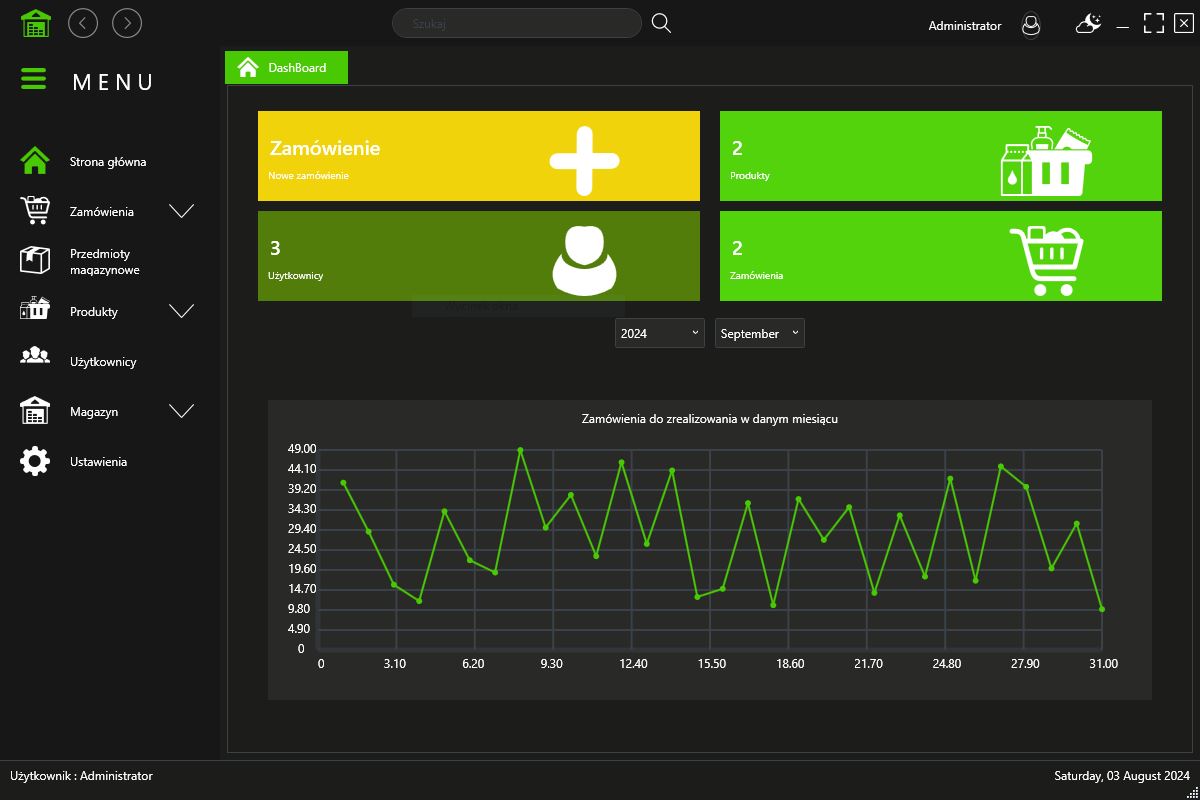 Szukaj
Administrator
MENU
DashBoard
Strona główna
Zamówienia
Przedmioty
magazynowe
Produkty
Użytkownicy
Magazyn
Ustawienia
Zamówienie
Nowe zamówienie
2
Produkty
3
Użytkownicy
2
Zamówienia
2024
September
Zamówienia do zrealizowania w danym miesiącu
49.00
44.10
39.20
34.30
29.40
24.50
19.60
14.70
9.80
4.90
0
0 3.10 6.20 9.30 12.40 15.50 18.60 21.70 24.80 27.90 31.00
Użytkownik : Administrator
Saturday, 03 August 2024